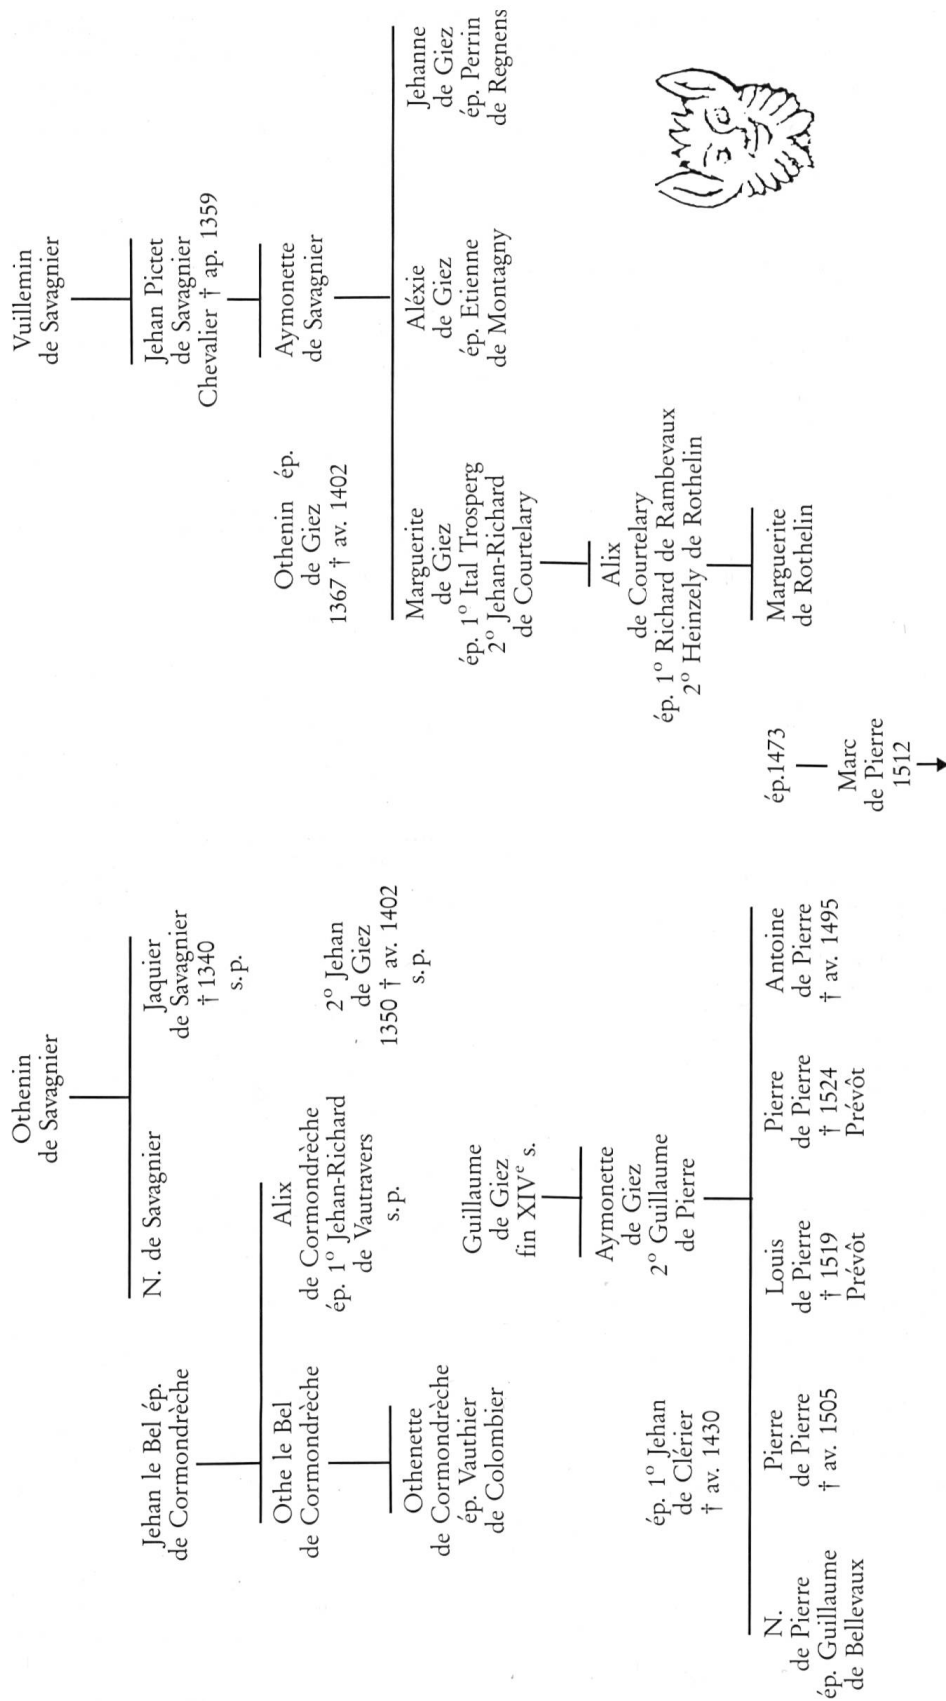 Othenin
de Savagnier
Vuillemin
de Savagnier
Jehan le Bel ép.
de Cormondrèche
N. de Savagnier
Jaquier
de Savagnier
† 1340
s.p.
Jehan Pictet
de Savagnier
Chevalier † ap. 1359
Othe le Bel
de Cormondrèche
Alix
de Cormondrèche
ép. 1° Jehan-Richard
de Vautravers
s.p.
2° Jehan
de Giez
1350 † av. 1402
s.p.
Othenin ép.
de Giez
1367 † av. 1402
Aymonette
de Savagnier
Othenette
de Cormondrèche
ép. Vauthier
de Colombier
Guillaume
de Giez
fin XIVe s.
Marguerite
de Giez
ép. 1° Ital Trosperg
2° Jehan-Richard
de Courtelary
Aléxie
de Giez
ép. Etienne
de Montagny
Jehanne
de Giez
ép. Perrin
de Regnens
ép. 1° Jehan
de Clérier
† av. 1430
Aymonette
de Giez
2° Guillaume
de Pierre
Alix
de Courtelary
ép. 1° Richard de Rambevaux
2° Heinzely de Rothelin
N.
de Pierre
ép. Guillaume
de Bellevaux
Pierre
de Pierre
† av. 1505
Louis
de Pierre
† 1519
Prévôt
Pierre
de Pierre
† 1524
Prévôt
Antoine
de Pierre
† av. 1495
ép.1473
Marguerite
de Rothelin
Marc
de Pierre
1512